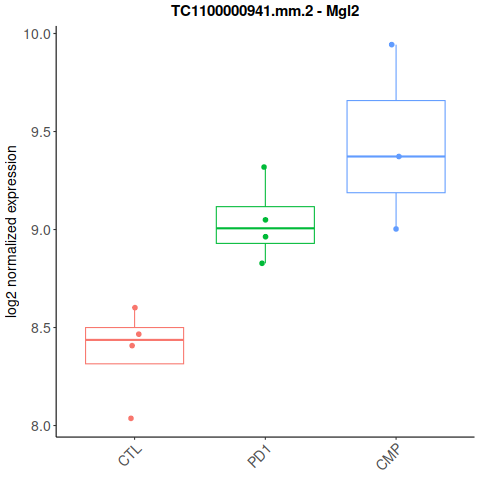 TC1100000941.mm.2 - Mgl2
log2 normalized expression
10.0
9.5
9.0
8.5
8.0
CTL
PD1
CMP